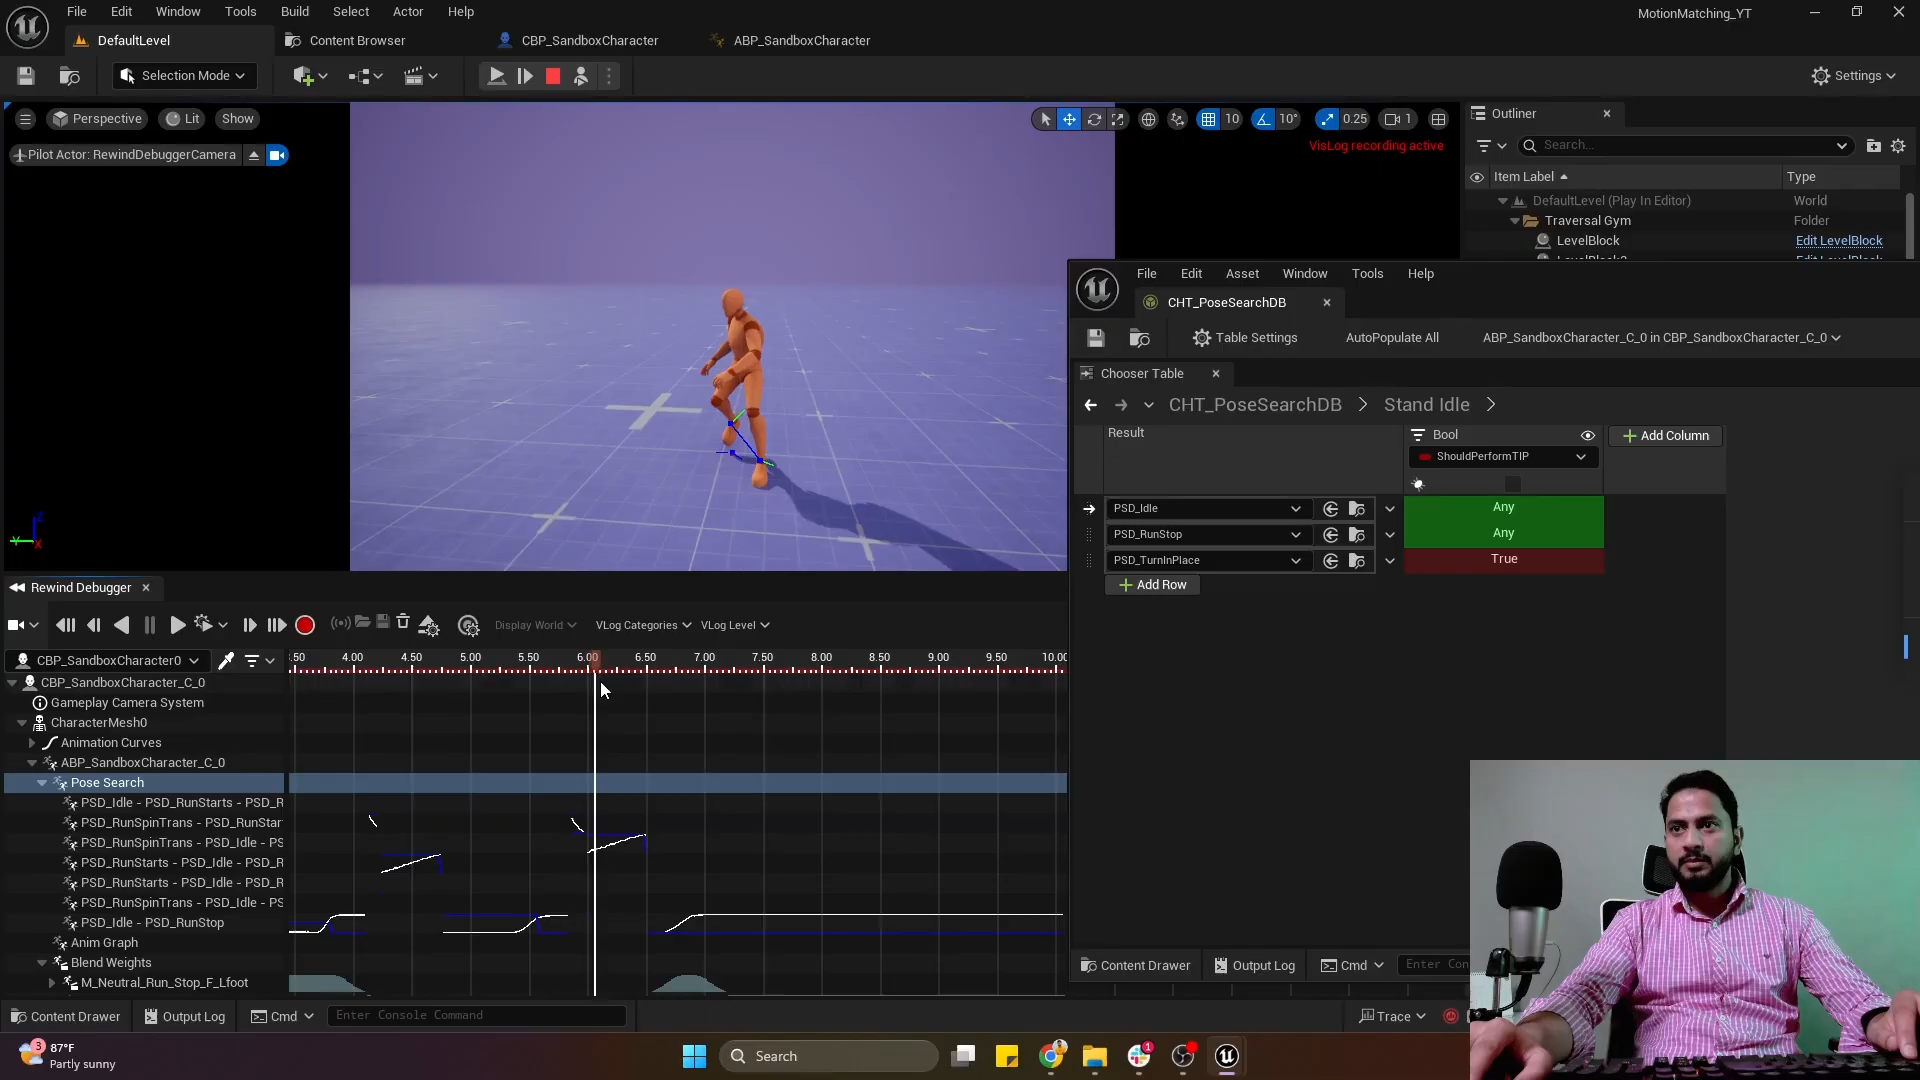 File Edit Window Tools Build Select Actor Help
MotionMatching_YT
DefaultLevel
Content Browser
CBP_SandboxCharacter
ABP_SandboxCharacter
Selection Mode
Settings
Perspective
Lit
Show
10
10°
0.25
1
Pilot Actor: RewindDebuggerCamera
VisLog recording active
Outliner
Search...
Item Label
Type
DefaultLevel (Play In Editor)
World
Traversal Gym
Folder
LevelBlock
Edit LevelBlock
File Edit Asset Window Tools Help
CHT_PoseSearchDB
Table Settings
AutoPopulate All
ABP_SandboxCharacter_C_0 in CBP_SandboxCharacter_C_0
Chooser Table
CHT_PoseSearchDB > Stand Idle >
Result
Bool
Add Column
ShouldPerformTIP
PSD_Idle
Any
PSD_RunStop
Any
PSD_TurnInPlace
True
Add Row
Content Drawer
Output Log
Cmd
Enter Con
Rewind Debugger
Display World
VLog Categories
VLog Level
CBP_SandboxCharacter0
.50 4.00 4.50 5.00 5.50 6.00 6.50 7.00 7.50 8.00 8.50 9.00 9.50 10.00
CBP_SandboxCharacter_C_0
Gameplay Camera System
CharacterMesh0
Animation Curves
ABP_SandboxCharacter_C_0
Pose Search
PSD_Idle - PSD_RunStarts - PSD_R
PSD_RunSpinTrans - PSD_RunStar
PSD_RunSpinTrans - PSD_Idle - PS
PSD_RunStarts - PSD_Idle - PSD_R
PSD_RunStarts - PSD_Idle - PSD_R
PSD_RunSpinTrans - PSD_Idle - PS
PSD_Idle - PSD_RunStop
Anim Graph
Blend Weights
M_Neutral_Run_Stop_F_Lfoot
Content Drawer
Output Log
Cmd
Enter Console Command
Trace
3
87°F
Partly sunny
Search
1